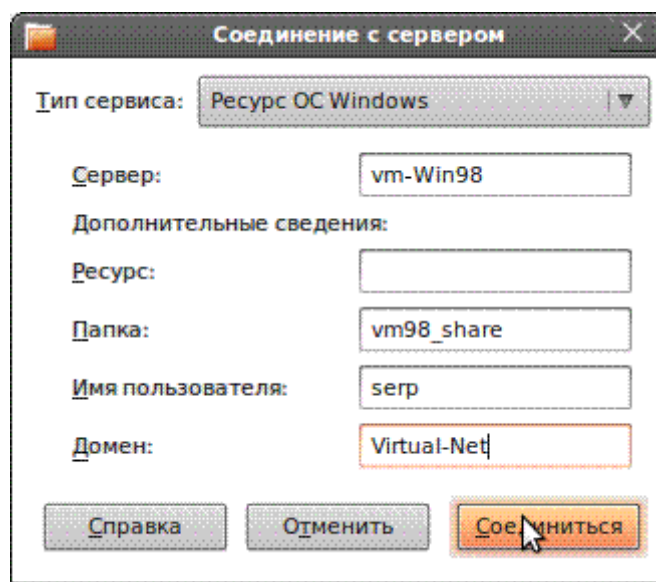 Соединение с сервером
Тип сервиса: Ресурс ОС Windows
Сервер: vm-Win98
Дополнительные сведения:
Ресурс:
Папка: vm98_share
Имя пользователя: serp
Домен: Virtual-Net
Справка Отменить Соединиться